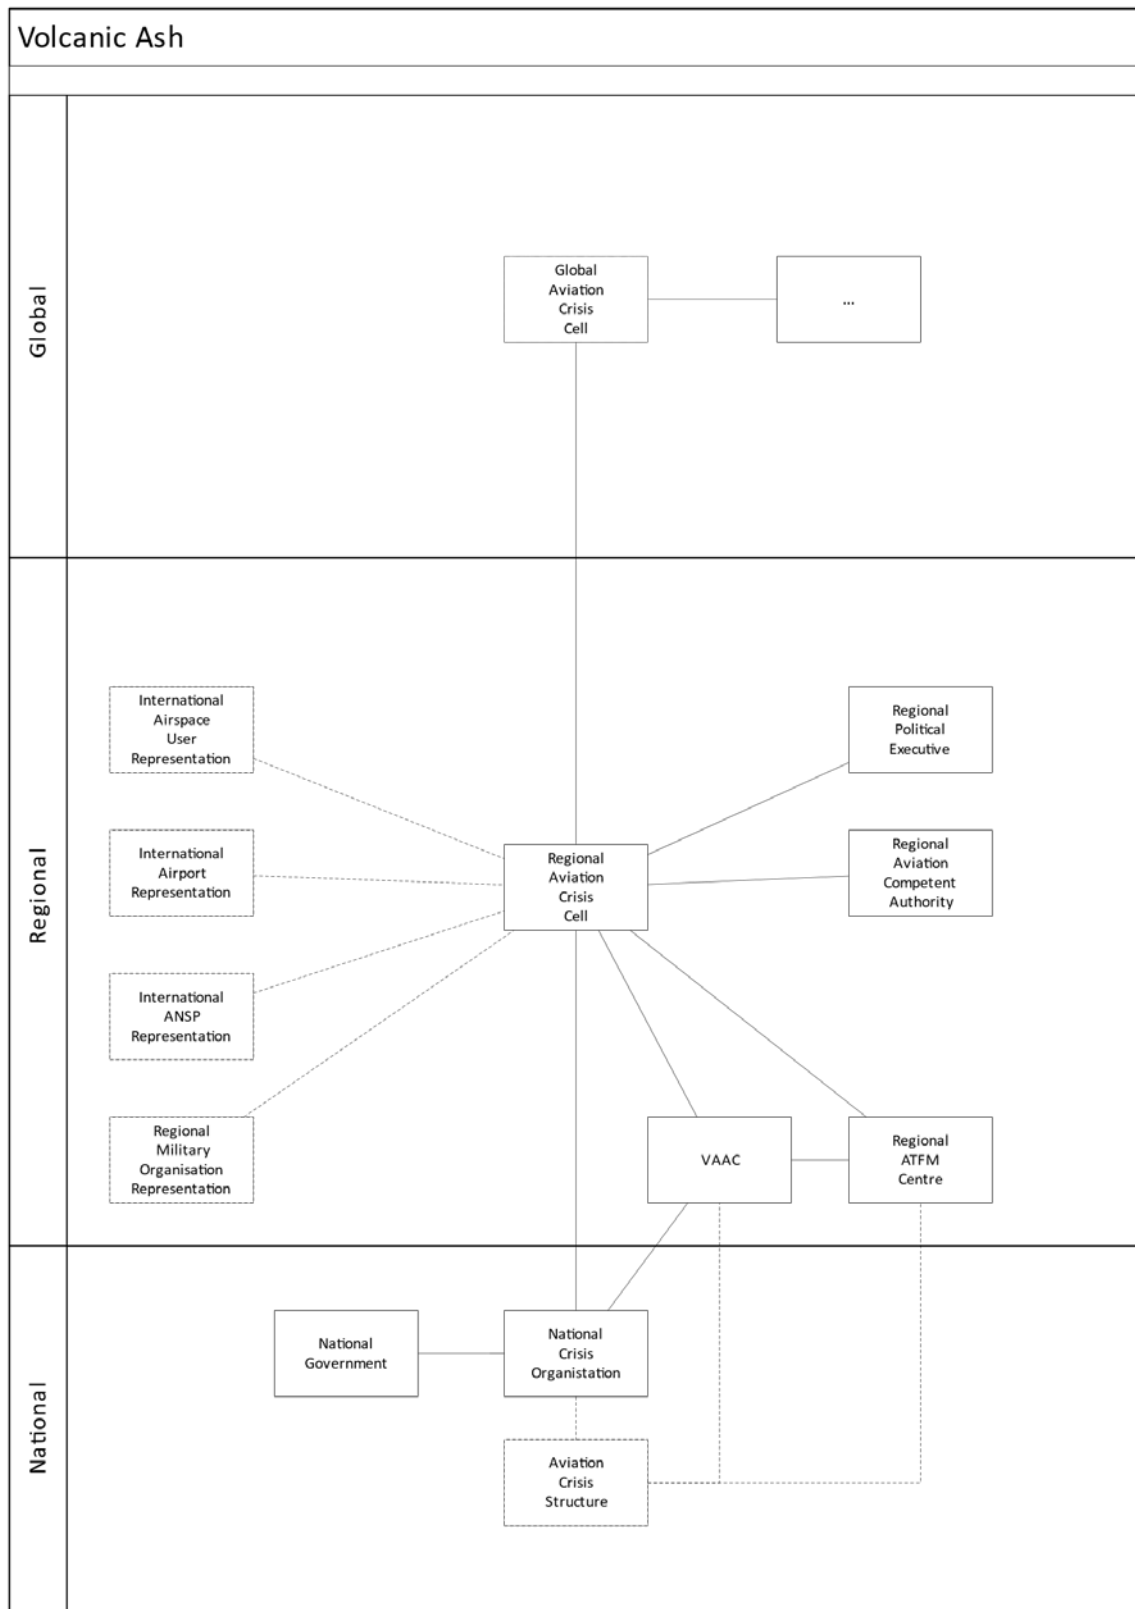 Volcanic Ash
Global
Global
Aviation
Crisis
Cell
...
Regional
International
Airspace
User
Representation
Regional
Political
Executive
International
Airport
Representation
Regional
Aviation
Crisis
Cell
Regional
Aviation
Competent
Authority
International
ANSP
Representation
Regional
Military
Organisation
Representation
VAAC
Regional
ATFM
Centre
National
National
Government
National
Crisis
Organistation
Aviation
Crisis
Structure